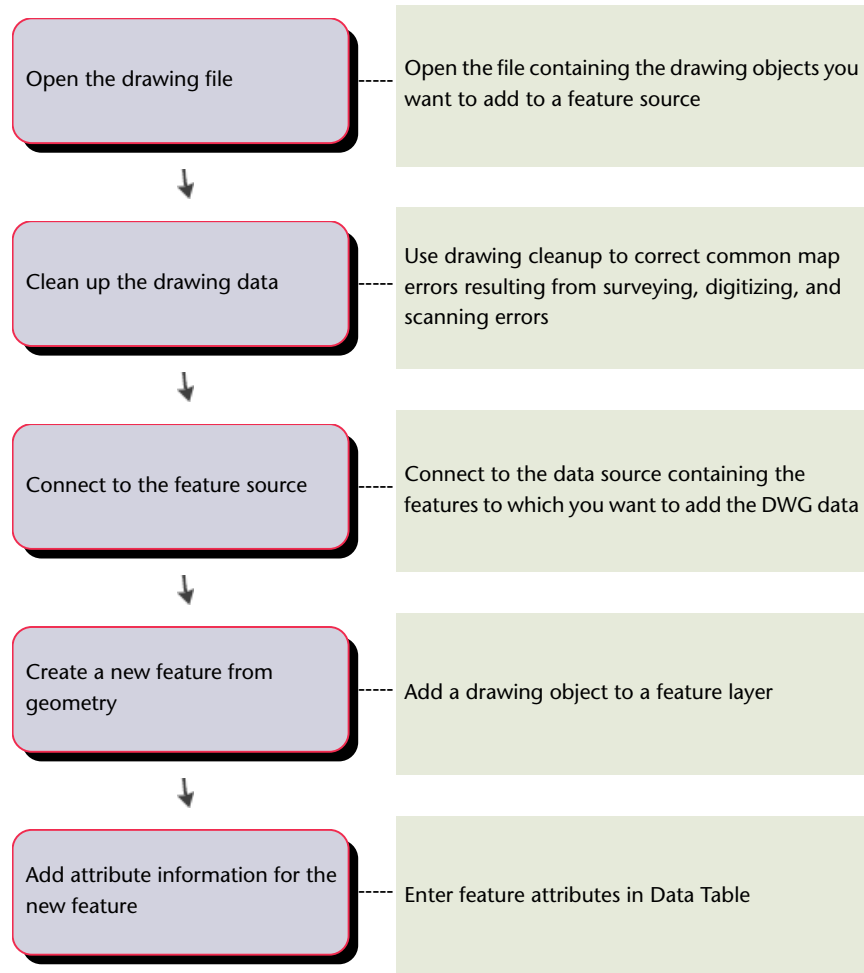 Open the drawing file
Open the file containing the drawing objects you
want to add to a feature source
Clean up the drawing data
Use drawing cleanup to correct common map
errors resulting from surveying, digitizing, and
scanning errors
Connect to the feature source
Connect to the data source containing the
features to which you want to add the DWG data
Create a new feature from
geometry
Add a drawing object to a feature layer
Add attribute information for the
new feature
Enter feature attributes in Data Table